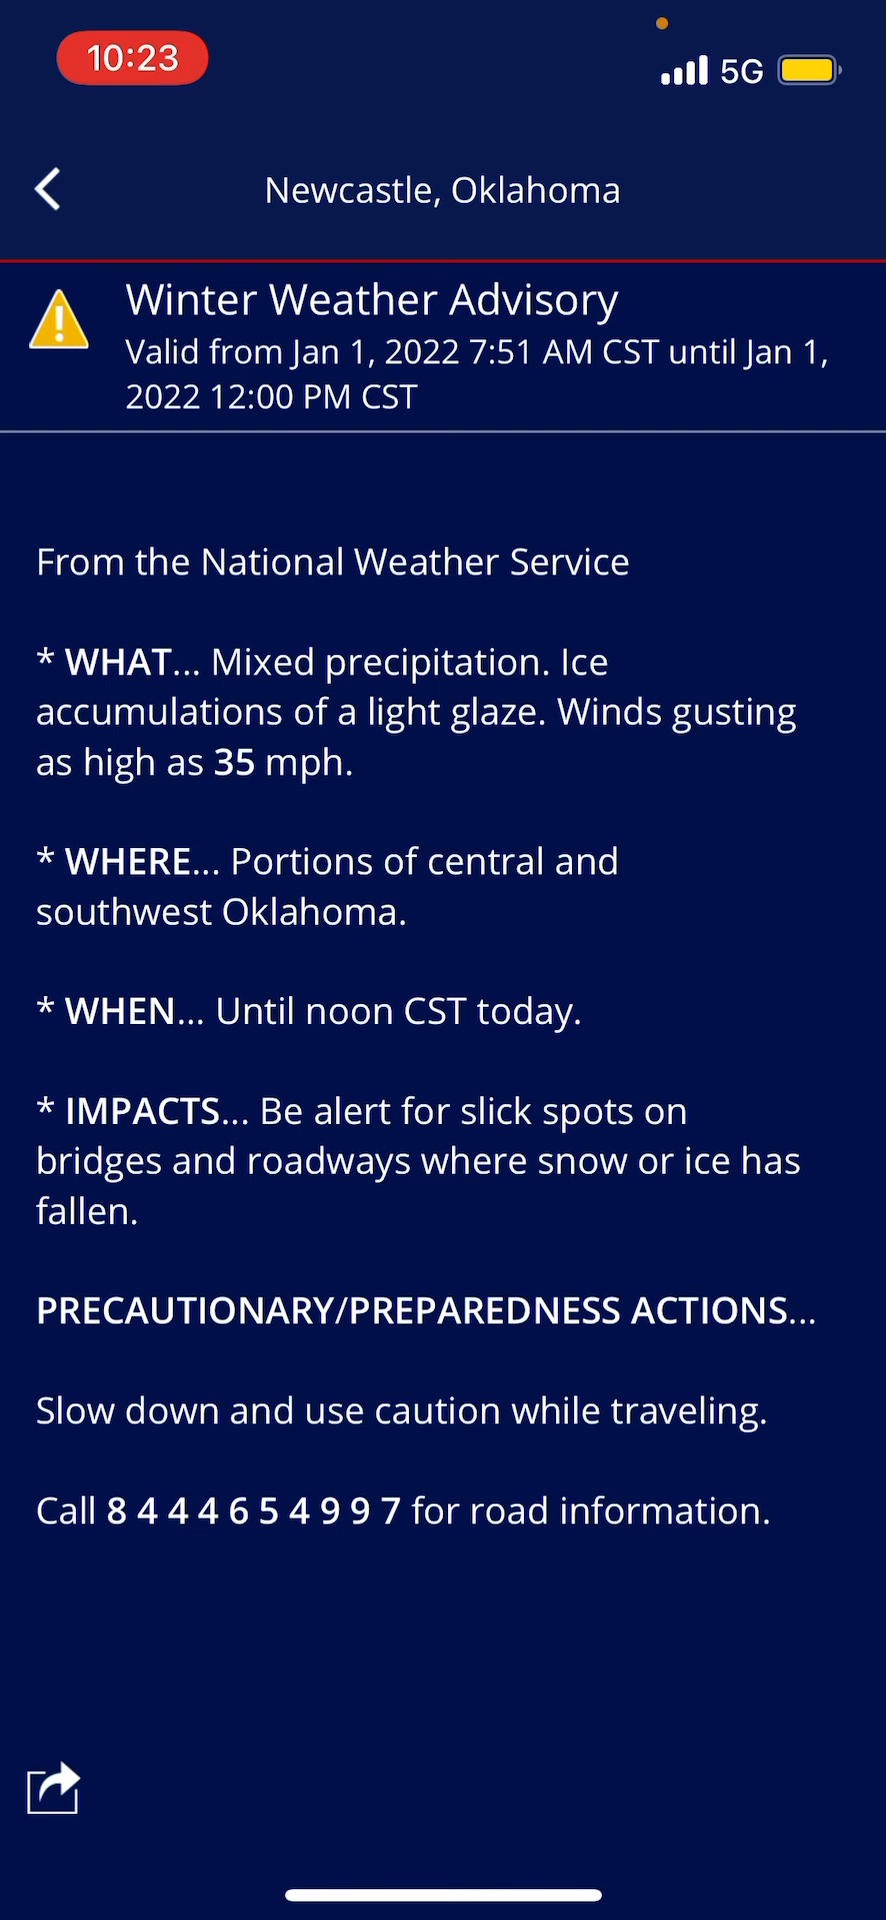 10:23
5G
Newcastle, Oklahoma
Winter Weather Advisory
Valid from Jan 1, 2022 7:51 AM CST until Jan 1,
2022 12:00 PM CST
From the National Weather Service
* WHAT... Mixed precipitation. Ice
accumulations of a light glaze. Winds gusting
as high as 35 mph.
* WHERE... Portions of central and
southwest Oklahoma.
* WHEN... Until noon CST today.
* IMPACTS... Be alert for slick spots on
bridges and roadways where snow or ice has
fallen.
PRECAUTIONARY/PREPAREDNESS ACTIONS...
Slow down and use caution while traveling.
Call 8 4 4 4 6 5 4 9 9 7 for road information.